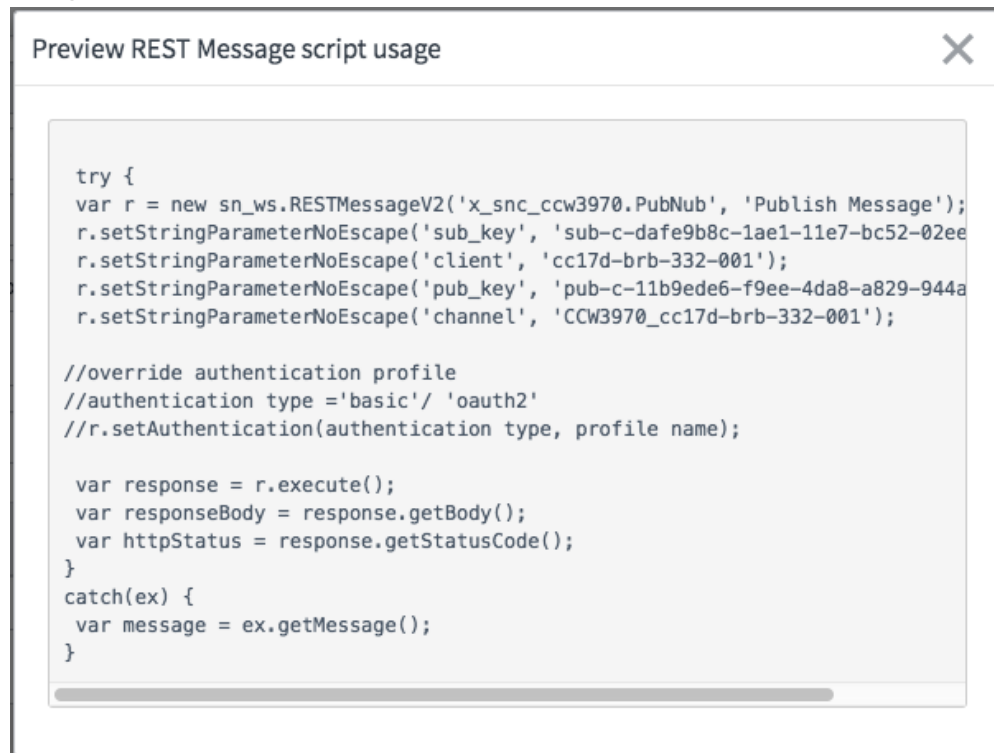 Preview REST Message script usage
try {
var r = new sn_ws.RESTMessageV2('x_snc_ccw3970.PubNub', 'Publish Message');
r.setStringParameterNoEscape('sub_key', 'sub-c-dafe9b8c-1ae1-11e7-bc52-02ee
r.setStringParameterNoEscape('client', 'cc17d-brb-332-001');
r.setStringParameterNoEscape('pub_key', 'pub-c-11b9ede6-f9ee-4da8-a829-944a
r.setStringParameterNoEscape('channel', 'CCW3970_cc17d-brb-332-001');
//override authentication profile
//authentication type ='basic'/ 'oauth2'
//r.setAuthentication(authentication type, profile name);
var response = r.execute();
var responseBody = response.getBody();
var httpStatus = response.getStatusCode();
}
catch(ex) {
var message = ex.getMessage();
}